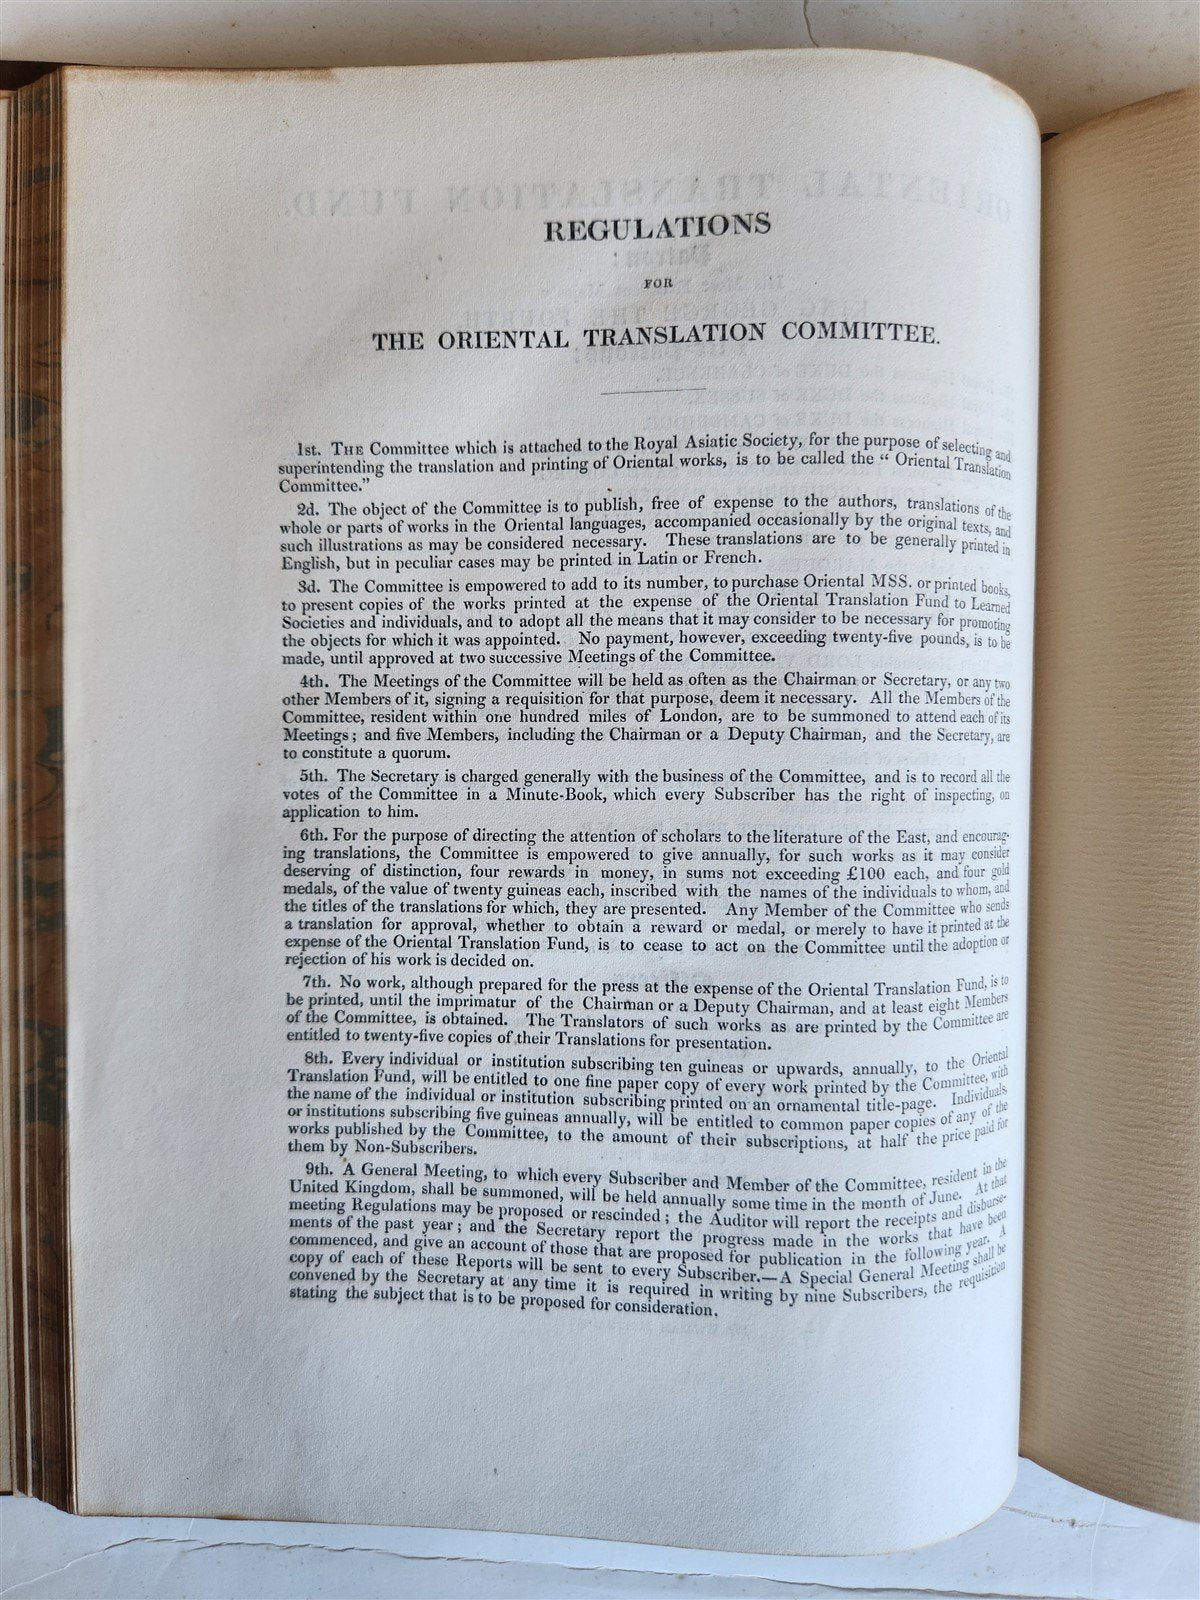 REGULATIONS
FOR
THE ORIENTAL TRANSLATION COMMITTEE.
1st. THE Committee which is attached to the Royal Asiatic Society, for the purpose of selecting and
superintending the translation and printing of Oriental works, is to be called the “ Oriental Translation
Committee.”
2d. The object of the Committee is to publish, free of expense to the authors, translations of the
whole or parts of works in the Oriental languages, accompanied occasionally by the original texts, and
such illustrations as may be considered necessary. These translations are to be generally printed in
English, but in peculiar cases may be printed in Latin or French.
3d. The Committee is empowered to add to its number, to purchase Oriental MSS. or printed books,
to present copies of the works printed at the expense of the Oriental Translation Fund to Learned
Societies and individuals, and to adopt all the means that it may consider to be necessary for promoting
the objects for which it was appointed. No payment, however, exceeding twenty-five pounds, is to be
made, until approved at two successive Meetings of the Committee.
4th. The Meetings of the Committee will be held as often as the Chairman or Secretary, or any two
other Members of it, signing a requisition for that purpose, deem it necessary. All the Members of the
Committee, resident within one hundred miles of London, are to be summoned to attend each of its
Meetings ; and five Members, including the Chairman or a Deputy Chairman, and the Secretary, are
to constitute a quorum.
5th. The Secretary is charged generally with the business of the Committee, and is to record all the
votes of the Committee in a Minute-Book, which every Subscriber has the right of inspecting, on
application to him.
6th. For the purpose of directing the attention of scholars to the literature of the East, and encourag-
ing translations, the Committee is empowered to give annually, for such works as it may consider
deserving of distinction, four rewards in money, in sums not exceeding £100 each, and four gold
medals, of the value of twenty guineas each, inscribed with the names of the individuals to whom, and
the titles of the translations for which, they are presented. Any Member of the Committee who sends
a translation for approval, whether to obtain a reward or medal, or merely to have it printed at the
expense of the Oriental Translation Fund, is to cease to act on the Committee until the adoption or
rejection of his work is decided on.
7th. No work, although prepared for the press at the expense of the Oriental Translation Fund, is to
be printed, until the imprimatur of the Chairman or a Deputy Chairman, and at least eight Members
of the Committee, is obtained. The Translators of such works as are printed by the Committee are
entitled to twenty-five copies of their Translations for presentation.
8th. Every individual or institution subscribing ten guineas or upwards, annually, to the Oriental
Translation Fund, will be entitled to one fine paper copy of every work printed by the Committee, with
the name of the individual or institution subscribing printed on an ornamental title-page. Individuals,
or institutions subscribing five guineas annually, will be entitled to common paper copies of any of the
works published by the Committee, to the amount of their subscriptions, at half the price paid for
them by Non-Subscribers.
9th. A General Meeting, to which every Subscriber and Member of the Committee, resident in the
United Kingdom, shall be summoned, will be held annually some time in the month of June. At that
meeting Regulations may be proposed or rescinded ; the Auditor will report the receipts and disburse-
ments of the past year ; and the Secretary report the progress made in the works that have been
commenced, and give an account of those that are proposed for publication in the following year. A
copy of each of these Reports will be sent to every Subscriber.—A Special General Meeting shall be
convened by the Secretary at any time it is required in writing by nine Subscribers, the requisition
stating the subject that is to be proposed for consideration.